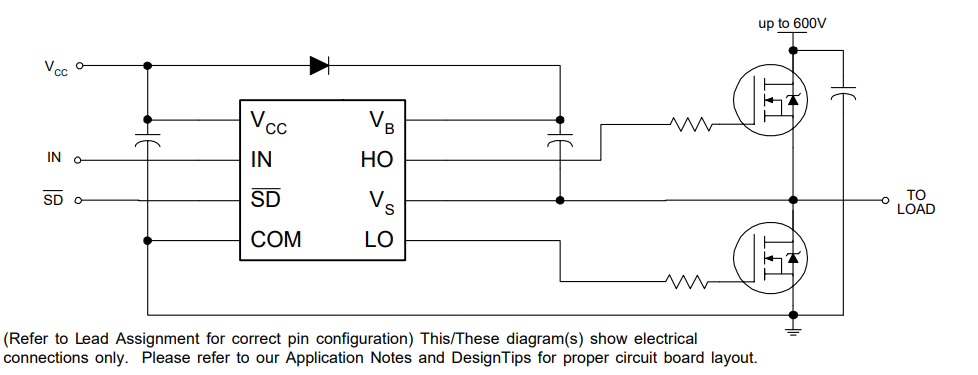 up to 600V
VCC
VCC
VB
IN
IN
HO
SD
SD
VS
TO
LOAD
COM
LO
(Refer to Lead Assignment for correct pin configuration) This/These diagram(s) show electrical
connections only. Please refer to our Application Notes and DesignTips for proper circuit board layout.